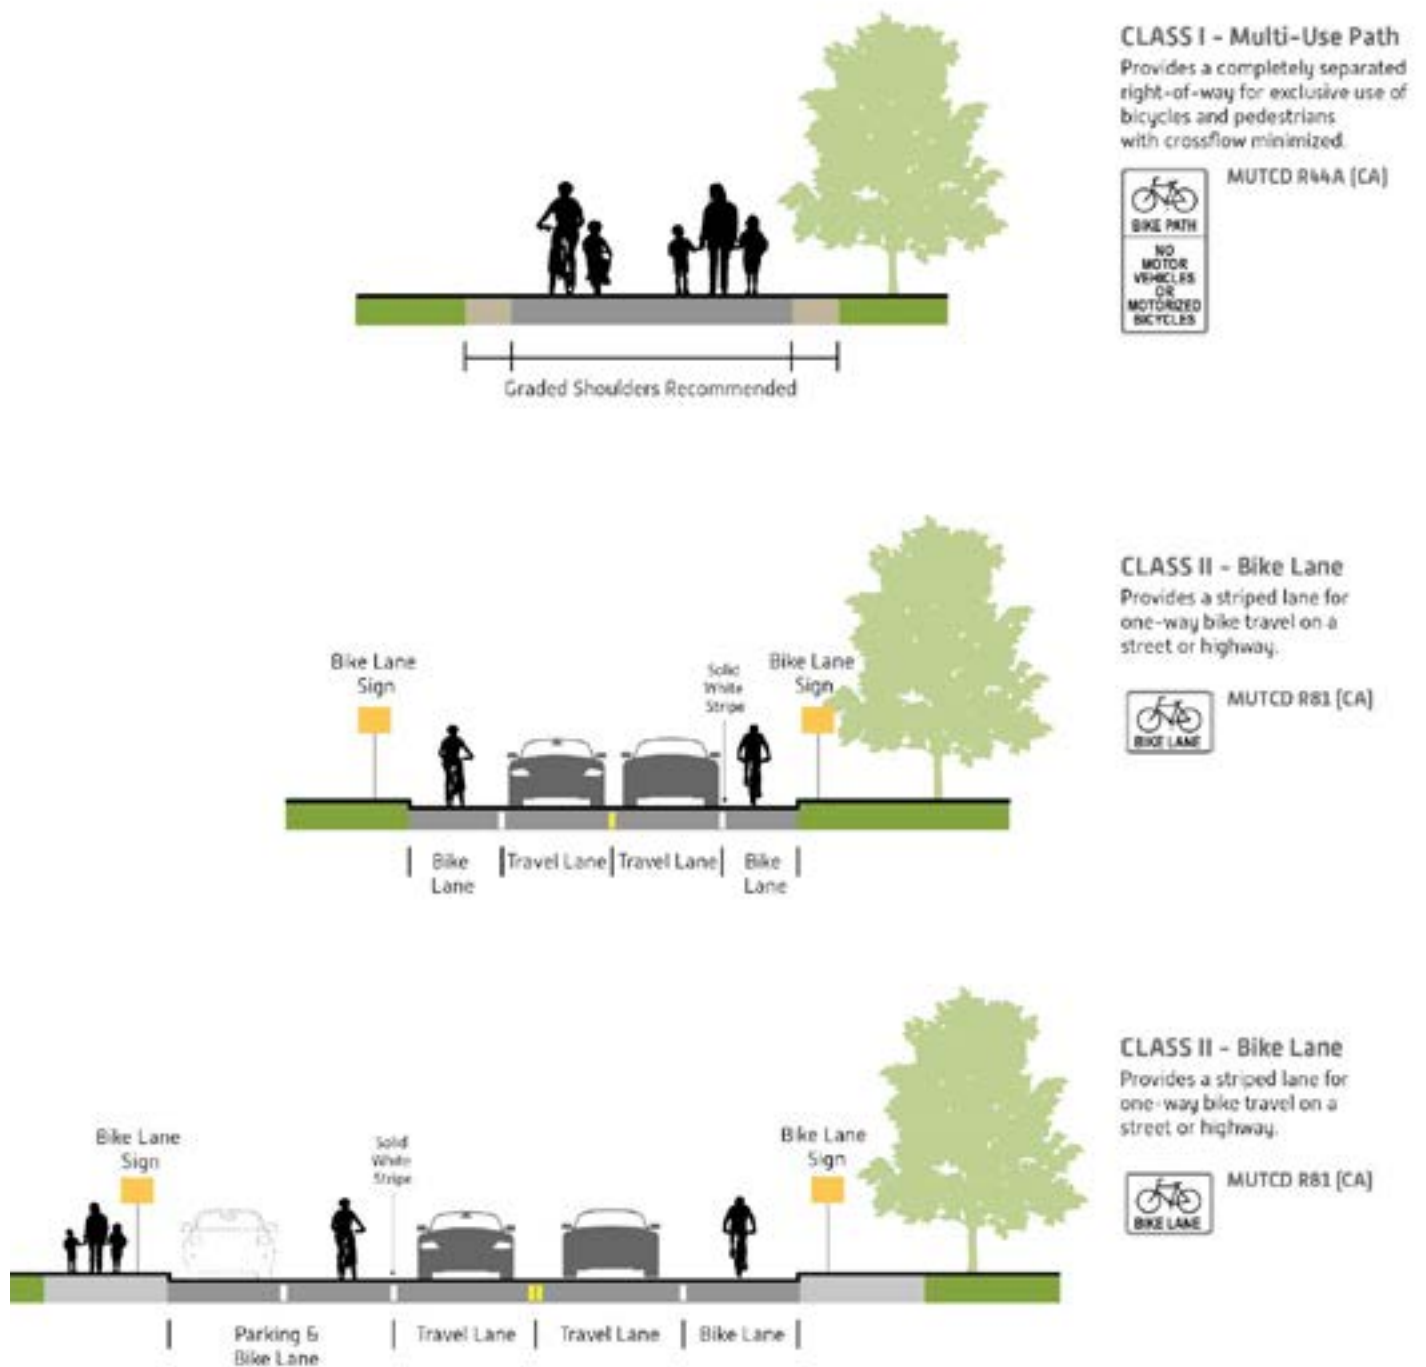 CLASS I - Multi-Use Path
Provides a completely separated
right-of-way for exclusive use of
bicycles and pedestrians
with crossflow minimized.
MUTCD R44A (CA)
BIKE PATH
NO
MOTOR
VEHICLES
OR
MOTORIZED
BICYCLES
Graded Shoulders Recommended
CLASS II - Bike Lane
Provides a striped lane for
one-way bike travel on a
street or highway.
MUTCD R81 (CA)
BIKE LANE
Bike Lane
Sign
Solid
White
Stripe
Bike Lane
Sign
Bike
Lane
Travel Lane
Travel Lane
Bike
Lane
CLASS II - Bike Lane
Provides a striped lane for
one-way bike travel on a
street or highway.
MUTCD R81 (CA)
BIKE LANE
Bike Lane
Sign
Solid
White
Stripe
Bike Lane
Sign
Parking &
Bike Lane
Travel Lane
Travel Lane
Bike Lane